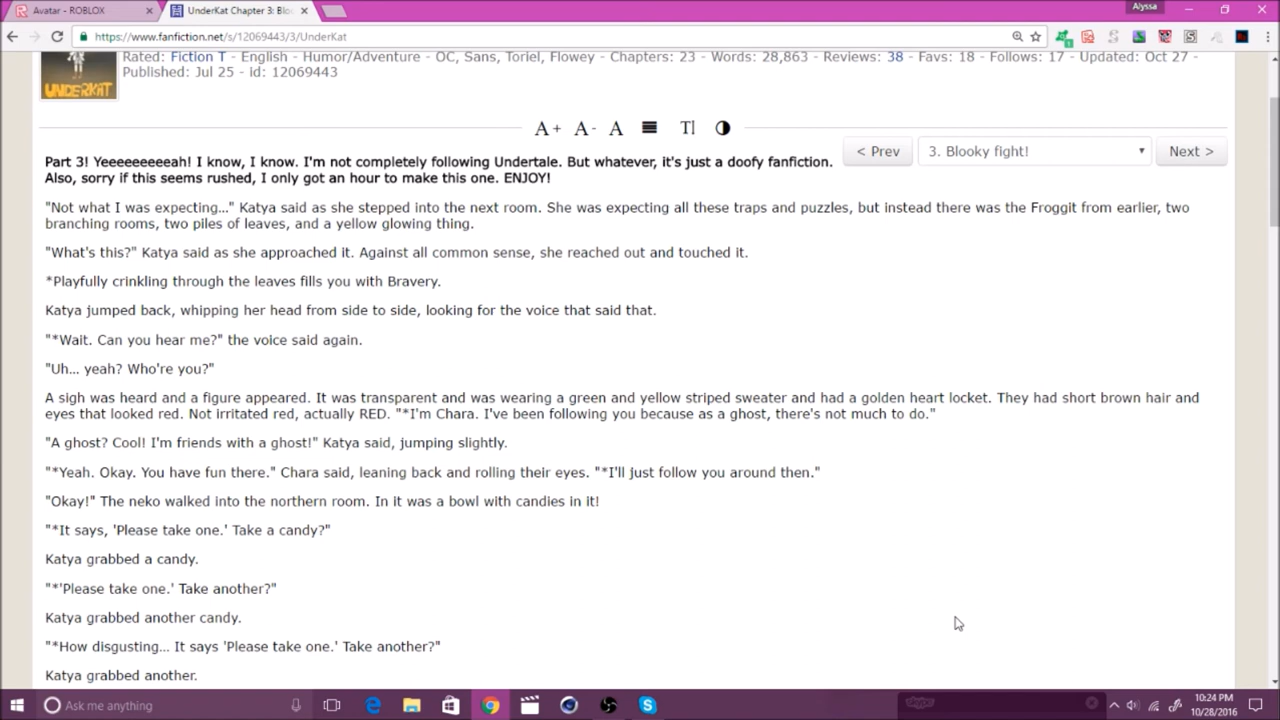 Avatar - ROBLOX
UnderKat Chapter 3: Bloo
Alyssa
https://www.fanfiction.net/s/12069443/3/UnderKat
Rated: Fiction T - English - Humor/Adventure - OC, Sans, Toriel, Flowey - Chapters: 23 - Words: 28,863 - Reviews: 38 - Favs: 18 - Follows: 17 - Updated: Oct 27 -
Published: Jul 25 - id: 12069443
UNDERKAT
A+ A- A
< Prev
3. Blooky fight!
Next >
Part 3! Yeeeeeeeeeah! I know, I know. I'm not completely following Undertale. But whatever, it's just a doofy fanfiction.
Also, sorry if this seems rushed, I only got an hour to make this one. ENJOY!
"Not what I was expecting..." Katya said as she stepped into the next room. She was expecting all these traps and puzzles, but instead there was the Froggit from earlier, two
branching rooms, two piles of leaves, and a yellow glowing thing.
"What's this?" Katya said as she approached it. Against all common sense, she reached out and touched it.
*Playfully crinkling through the leaves fills you with Bravery.
Katya jumped back, whipping her head from side to side, looking for the voice that said that.
"*Wait. Can you hear me?" the voice said again.
"Uh... yeah? Who're you?"
A sigh was heard and a figure appeared. It was transparent and was wearing a green and yellow striped sweater and had a golden heart locket. They had short brown hair and
eyes that looked red. Not irritated red, actually RED. "*I'm Chara. I've been following you because as a ghost, there's not much to do."
"A ghost? Cool! I'm friends with a ghost!" Katya said, jumping slightly.
"*Yeah. Okay. You have fun there." Chara said, leaning back and rolling their eyes. "*I'll just follow you around then."
"Okay!" The neko walked into the northern room. In it was a bowl with candies in it!
"*It says, 'Please take one.' Take a candy?"
Katya grabbed a candy.
"*'Please take one.' Take another?"
Katya grabbed another candy.
"*How disgusting... It says 'Please take one.' Take another?"
Katya grabbed another.
Ask me anything
10:24 PM
10/28/2016